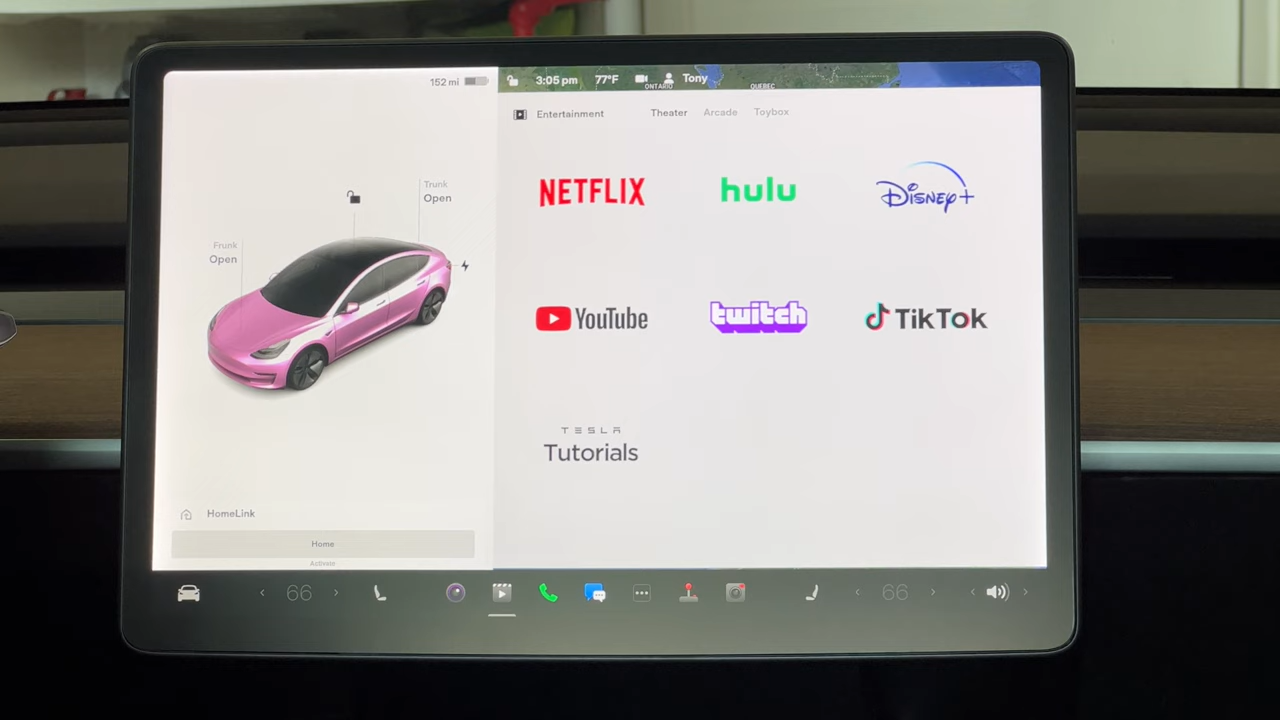 152 mi
3:05 pm 77°F Tony
ONTARIO QUEBEC
Entertainment Theater Arcade Toybox
NETFLIX hulu Disney+
Trunk
Open
Frunk
Open
YouTube twitch TikTok
TESLA
Tutorials
HomeLink
Home
Activate
66 66